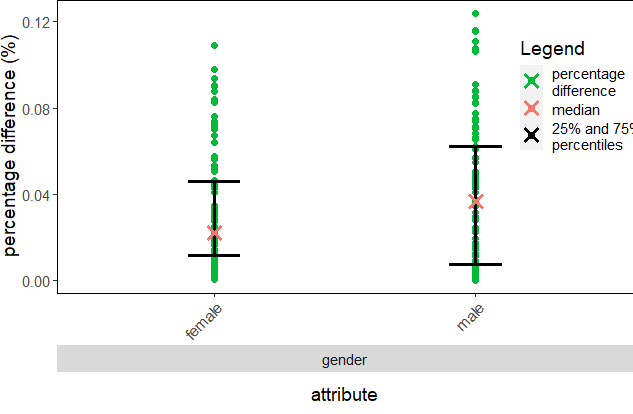 percentage difference (%)
0.12
0.08
0.04
0.00
Legend
percentage
difference
median
25% and 75%
percentiles
female
male
gender
attribute